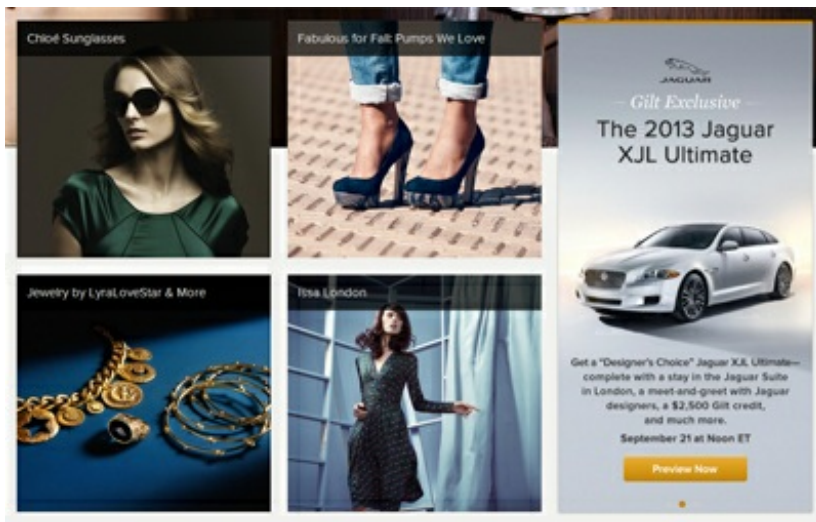 Chloé Sunglasses
Fabulous for Fall: Pumps We Love
JAGUAR
Gilt Exclusive
The 2013 Jaguar
XJL Ultimate
Jewelry by LyraLoveStar & More
Issa London
Get a "Designer's Choice" Jaguar XJL Ultimate—
complete with a stay in the Jaguar Suite
in London, a meet-and-greet with Jaguar
designers, a $2,500 Gilt credit,
and much more.
September 21 at Noon ET
Preview Now